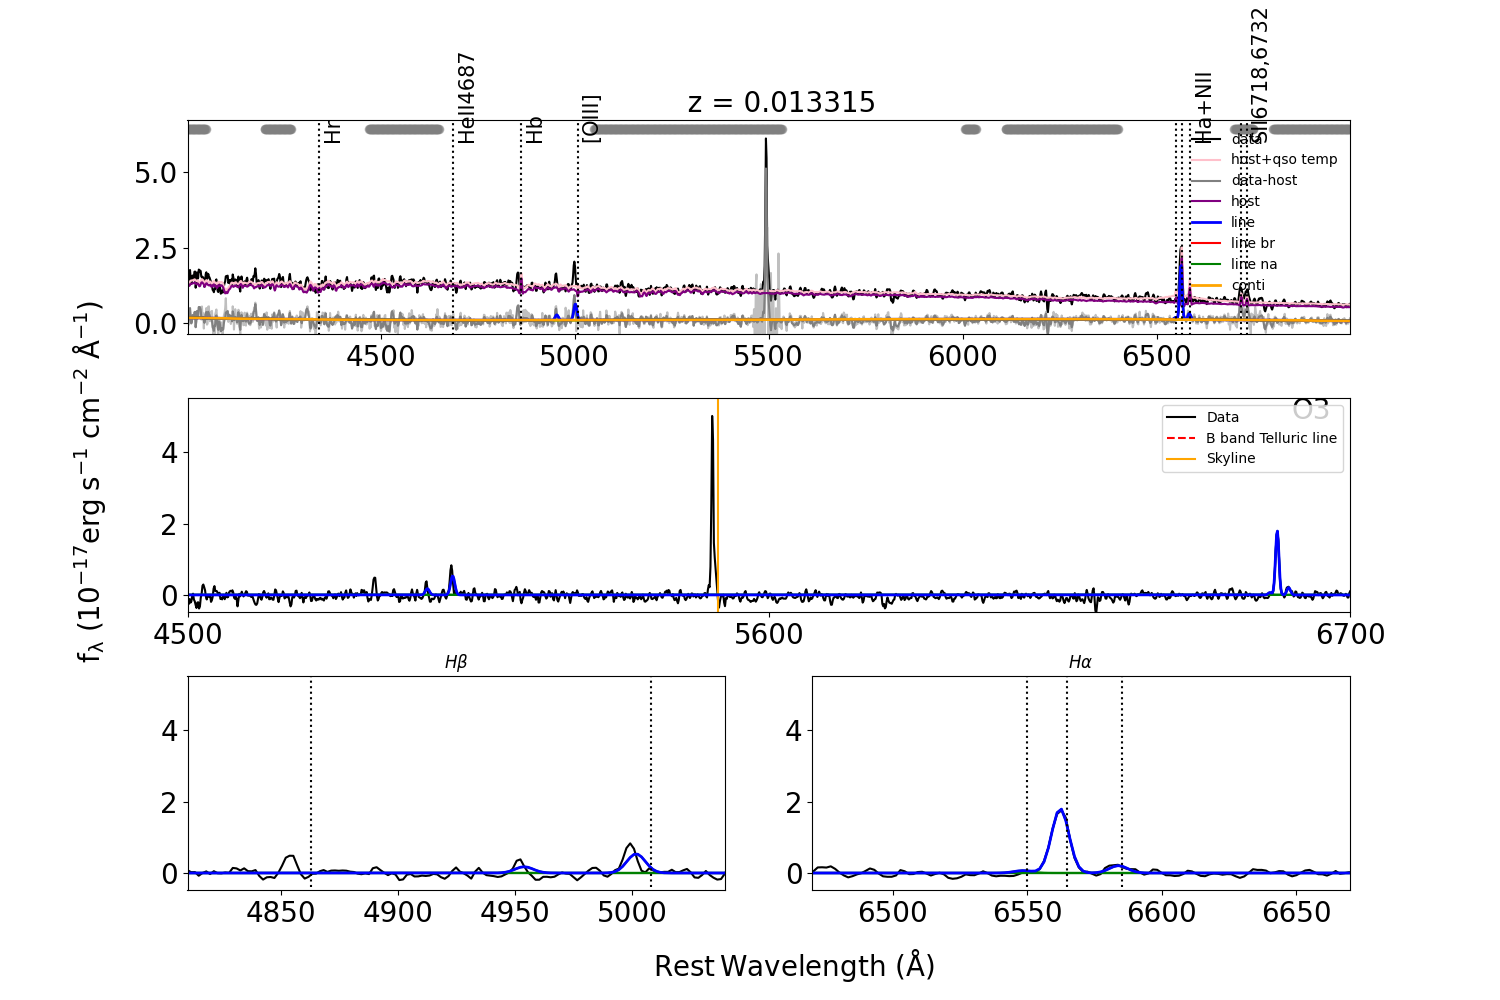 z = 0.013315
Hr
HeII4687
Hb
[OIII]
Ha+NII
SII6718,6732
data
host+qso temp
data-host
host
line
line br
line na
conti
5.0
2.5
0.0
4500 5000 5500 6000 6500
O3
Data
B band Telluric line
Skyline
4
2
0
4500 5600 6700
fλ (10⁻¹⁷erg s⁻¹ cm⁻² Å⁻¹)
Hβ
4
2
0
4850 4900 4950 5000
Hα
4
2
0
6500 6550 6600 6650
Rest Wavelength (Å)